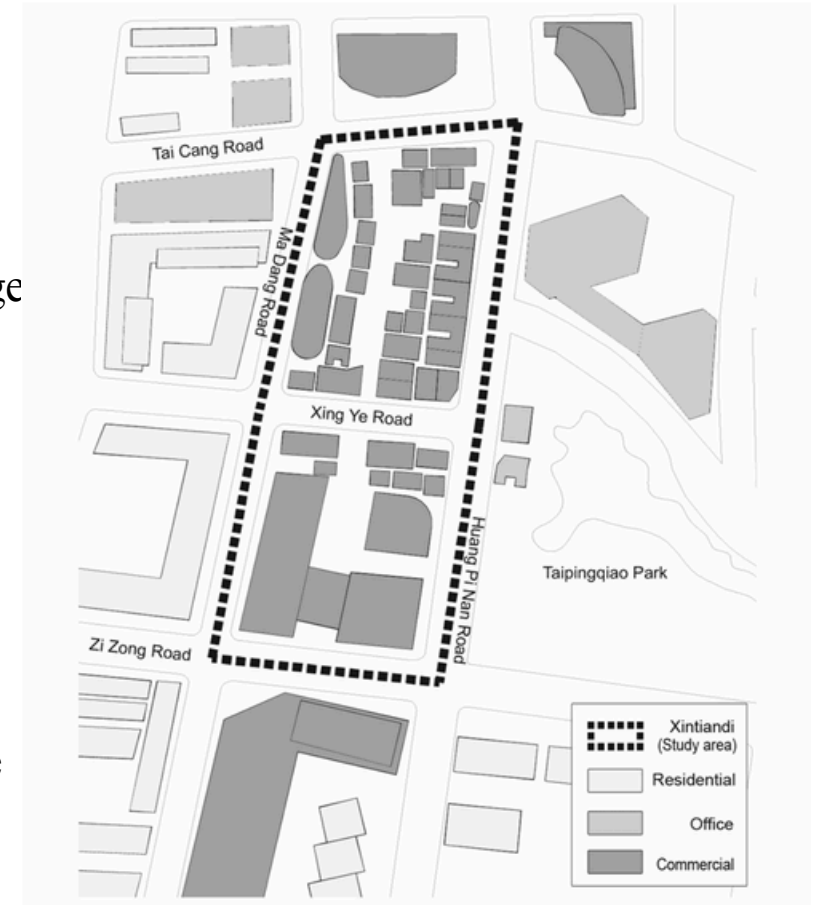 Tai Cang Road
Ma Dang Road
ge
Xing Ye Road
Huang Pi Nan Road
Taipingqiao Park
Zi Zong Road
Xintiandi
(Study area)
Residential
Office
Commercial